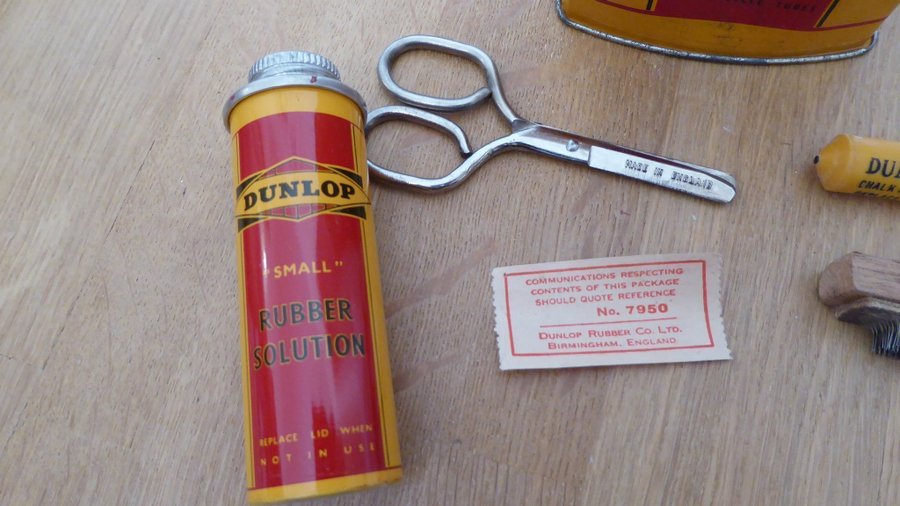 DUNLOP
"SMALL"
RUBBER
SOLUTION
REPLACE LID WHEN
NOT IN USE
MADE IN ENGLAND
COMMUNICATIONS RESPECTING
CONTENTS OF THIS PACKAGE
SHOULD QUOTE REFERENCE
No. 7950
DUNLOP RUBBER CO. LTD.
BIRMINGHAM, ENGLAND
TUBES
CHALK